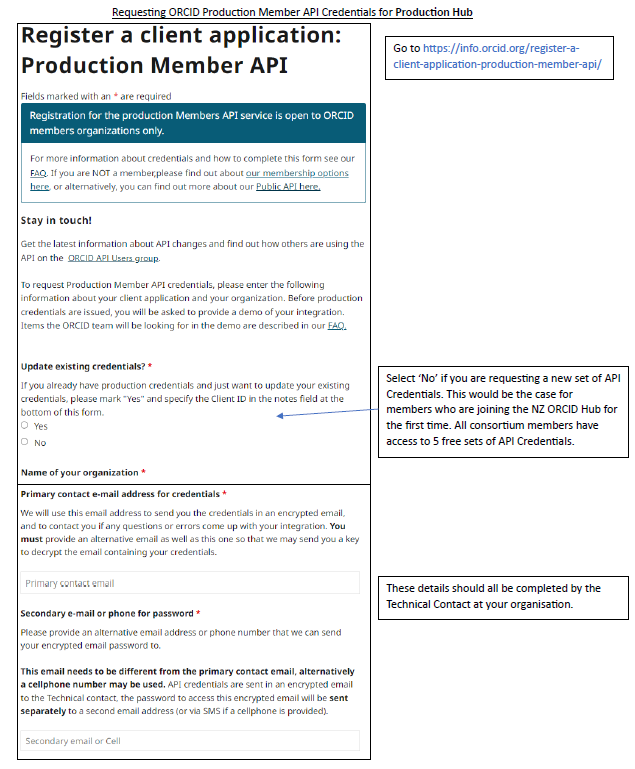 Requesting ORCID Production Member API Credentials for Production Hub
Register a client application:
Production Member API
Fields marked with an * are required
Registration for the production Members API service is open to ORCID
members organizations only.
For more information about credentials and how to complete this form see our
FAQ. If you are NOT a member,please find out about our membership options
here, or alternatively, you can find out more about our Public API here.
Stay in touch!
Get the latest information about API changes and find out how others are using the
API on the ORCID API Users group.
To request Production Member API credentials, please enter the following
information about your client application and your organization. Before production
credentials are issued, you will be asked to provide a demo of your integration.
Items the ORCID team will be looking for in the demo are described in our FAQ.
Update existing credentials? *
If you already have production credentials and just want to update your existing
credentials, please mark "Yes" and specify the Client ID in the notes field at the
bottom of this form.
Yes
No
Name of your organization *
Primary contact e-mail address for credentials *
We will use this email address to send you the credentials in an encrypted email,
and to contact you if any questions or errors come up with your integration. You
must provide an alternative email as well as this one so that we may send you a key
to decrypt the email containing your credentials.
Primary contact email
Secondary e-mail or phone for password *
Please provide an alternative email address or phone number that we can send
your encrypted email password to.
This email needs to be different from the primary contact email, alternatively
a cellphone number may be used. API credentials are sent in an encrypted email
to the Technical contact, the password to access this encrypted email will be sent
separately to a second email address (or via SMS if a cellphone is provided).
Secondary email or Cell
Go to https://info.orcid.org/register-a-
client-application-production-member-api/
Select ‘No’ if you are requesting a new set of API
Credentials. This would be the case for
members who are joining the NZ ORCID Hub for
the first time. All consortium members have
access to 5 free sets of API Credentials.
These details should all be completed by the
Technical Contact at your organisation.